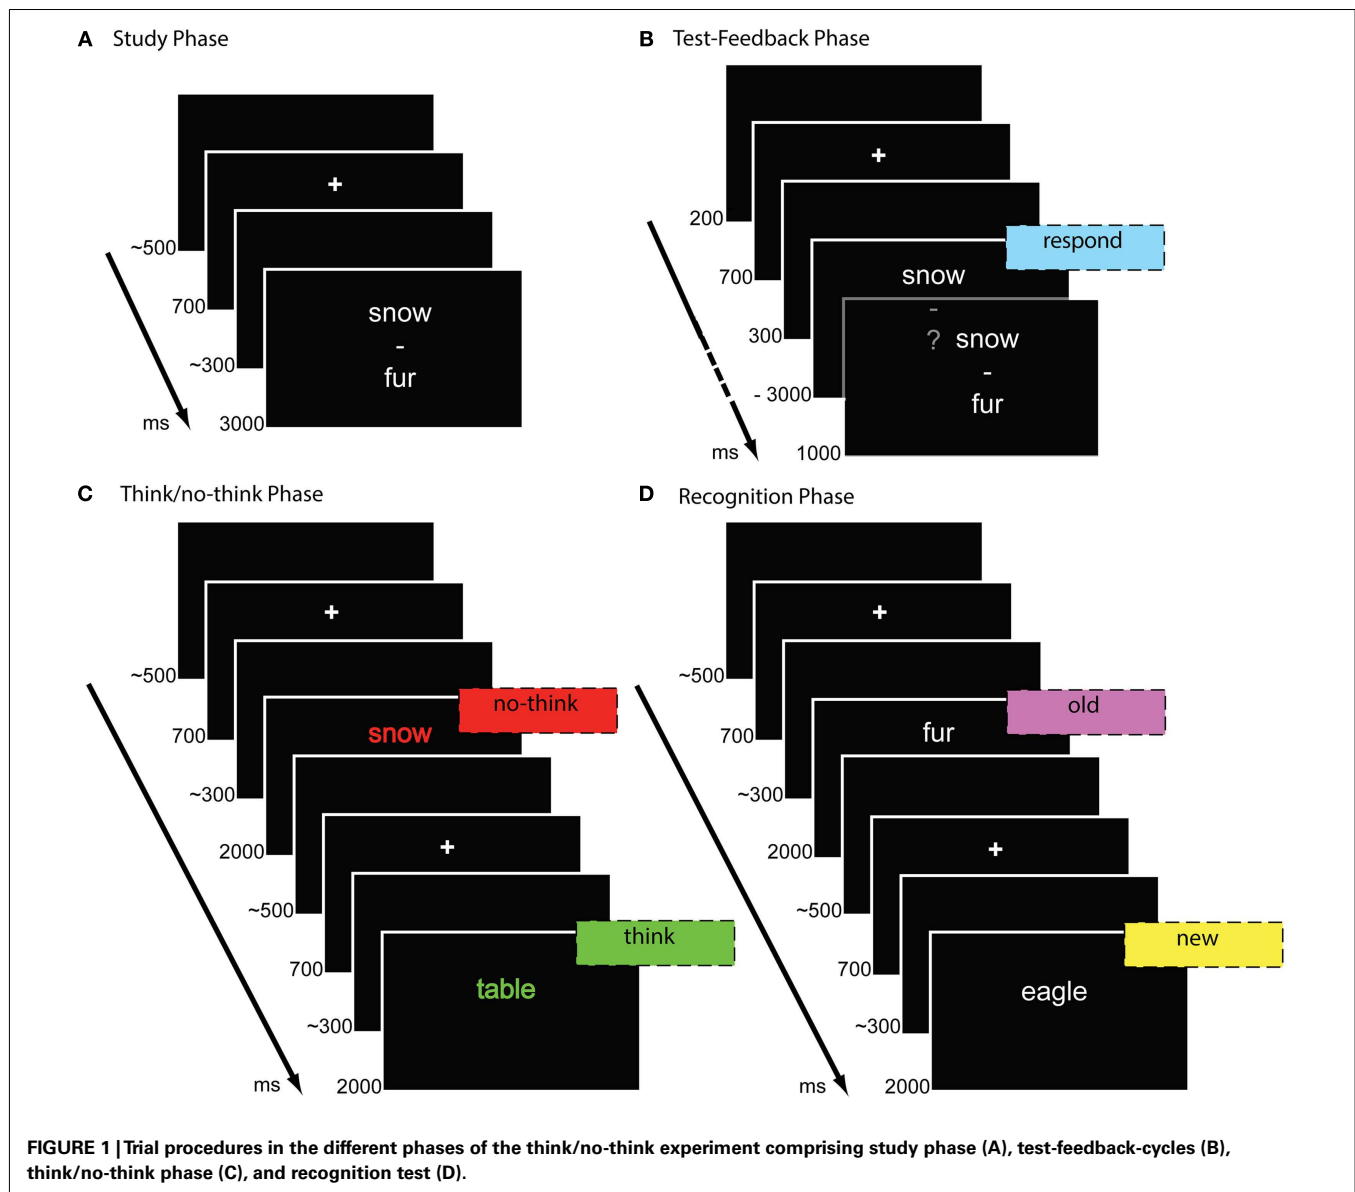 A Study Phase
+
~500
700
snow
-
~300
fur
ms
3000
B Test-Feedback Phase
+
200
respond
snow
700
-
300
? snow
-
- 3000
fur
ms
1000
C Think/no-think Phase
+
~500
no-think
700
snow
~300
2000
+
~500
think
700
table
~300
ms
2000
D Recognition Phase
+
~500
old
700
fur
~300
2000
+
~500
new
700
eagle
~300
ms
2000
FIGURE 1 | Trial procedures in the different phases of the think/no-think experiment comprising study phase (A), test-feedback-cycles (B),
think/no-think phase (C), and recognition test (D).